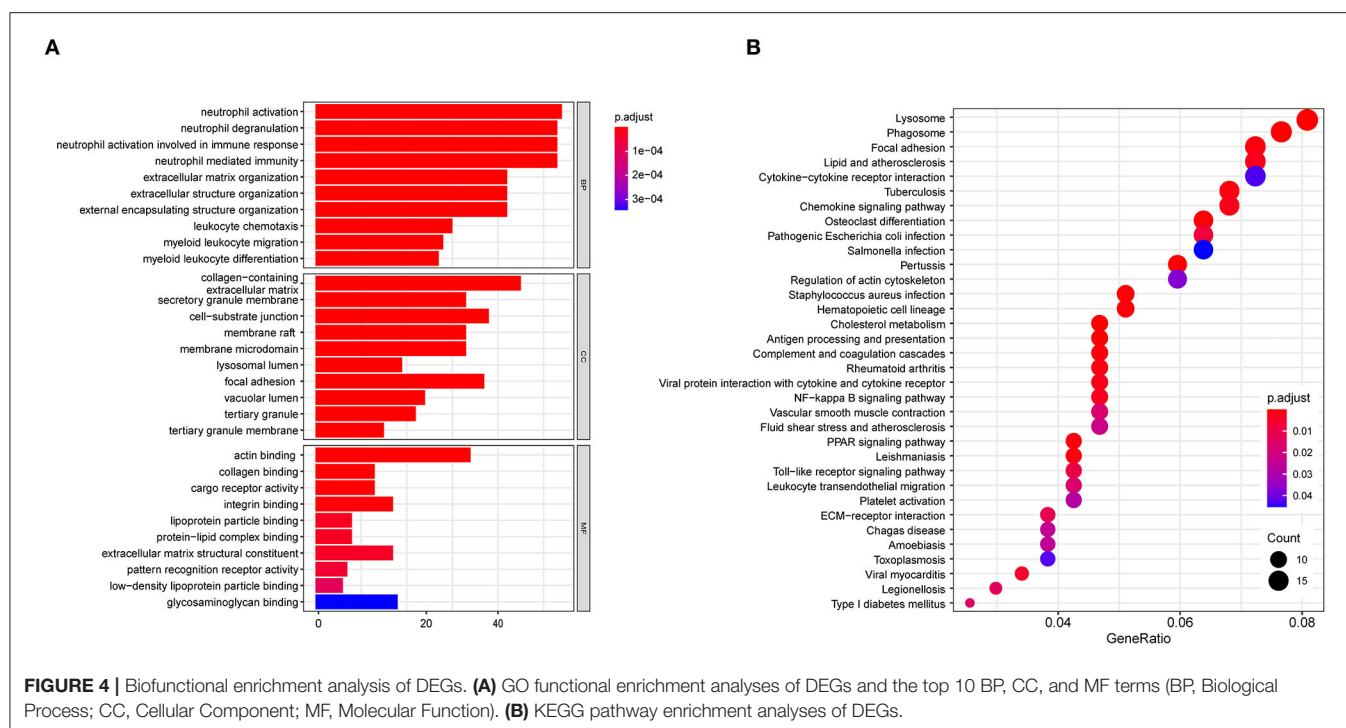 A
neutrophil activation
neutrophil degranulation
neutrophil activation involved in immune response
neutrophil mediated immunity
extracellular matrix organization
extracellular structure organization
external encapsulating structure organization
leukocyte chemotaxis
myeloid leukocyte migration
myeloid leukocyte differentiation
BP
collagen−containing
extracellular matrix
secretory granule membrane
cell−substrate junction
membrane raft
membrane microdomain
lysosomal lumen
focal adhesion
vacuolar lumen
tertiary granule
tertiary granule membrane
CC
actin binding
collagen binding
cargo receptor activity
integrin binding
lipoprotein particle binding
protein−lipid complex binding
extracellular matrix structural constituent
pattern recognition receptor activity
low−density lipoprotein particle binding
glycosaminoglycan binding
MF
0 20 40
p.adjust
1e−04
2e−04
3e−04
B
Lysosome
Phagosome
Focal adhesion
Lipid and atherosclerosis
Cytokine−cytokine receptor interaction
Tuberculosis
Chemokine signaling pathway
Osteoclast differentiation
Pathogenic Escherichia coli infection
Salmonella infection
Pertussis
Regulation of actin cytoskeleton
Staphylococcus aureus infection
Hematopoietic cell lineage
Cholesterol metabolism
Antigen processing and presentation
Complement and coagulation cascades
Rheumatoid arthritis
Viral protein interaction with cytokine and cytokine receptor
NF−kappa B signaling pathway
Vascular smooth muscle contraction
Fluid shear stress and atherosclerosis
PPAR signaling pathway
Leishmaniasis
Toll−like receptor signaling pathway
Leukocyte transendothelial migration
Platelet activation
ECM−receptor interaction
Chagas disease
Amoebiasis
Toxoplasmosis
Viral myocarditis
Legionellosis
Type I diabetes mellitus
0.04 0.06 0.08
GeneRatio
p.adjust
0.01
0.02
0.03
0.04
Count
10
15
FIGURE 4 | Biofunctional enrichment analysis of DEGs. (A) GO functional enrichment analyses of DEGs and the top 10 BP, CC, and MF terms (BP, Biological
Process; CC, Cellular Component; MF, Molecular Function). (B) KEGG pathway enrichment analyses of DEGs.